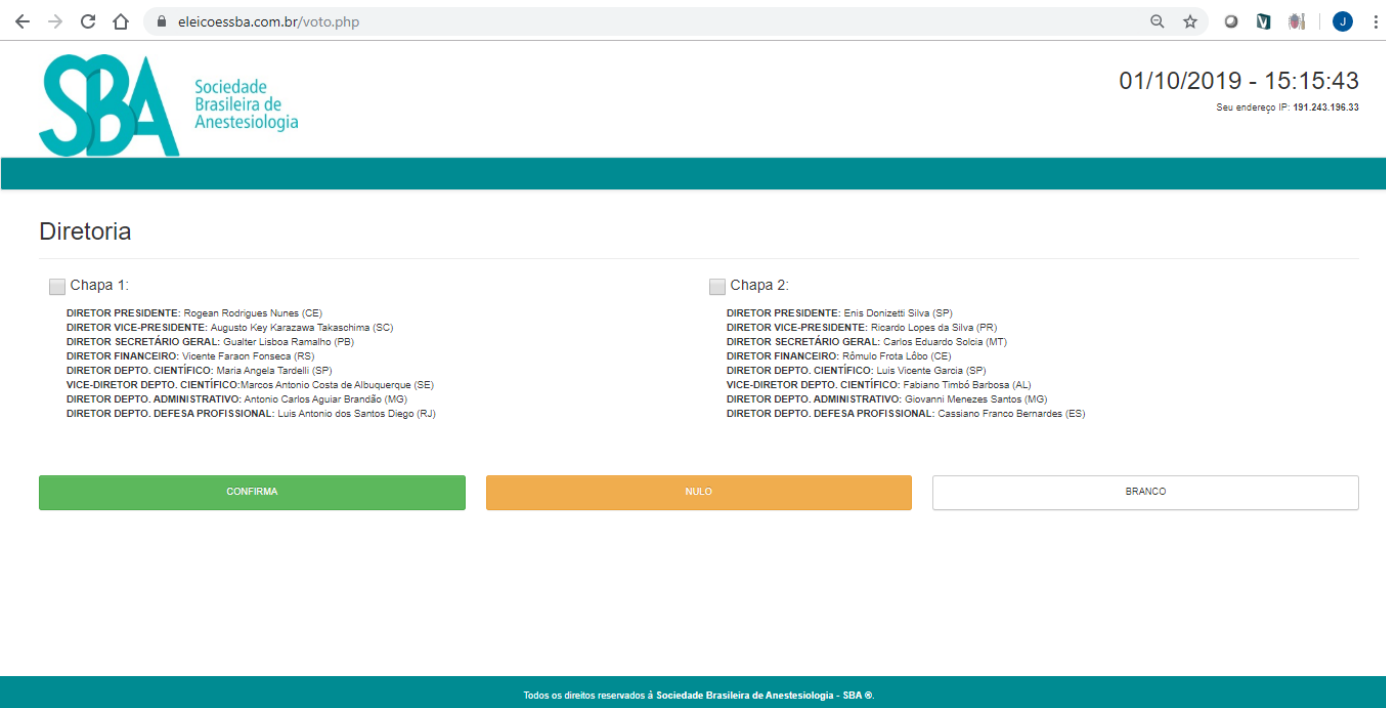 eleicoessba.com.br/voto.php
J
SBA
Sociedade
Brasileira de
Anestesiologia
01/10/2019 - 15:15:43
Seu endereço IP: 191.243.196.33
Diretoria
Chapa 1:
DIRETOR PRESIDENTE: Rogean Rodrigues Nunes (CE)
DIRETOR VICE-PRESIDENTE: Augusto Key Karazawa Takaschima (SC)
DIRETOR SECRETÁRIO GERAL: Gualter Lisboa Ramalho (PB)
DIRETOR FINANCEIRO: Vicente Faraon Fonseca (RS)
DIRETOR DEPTO. CIENTÍFICO: Maria Angela Tardelli (SP)
VICE-DIRETOR DEPTO. CIENTÍFICO:Marcos Antonio Costa de Albuquerque (SE)
DIRETOR DEPTO. ADMINISTRATIVO: Antonio Carlos Aguiar Brandão (MG)
DIRETOR DEPTO. DEFESA PROFISSIONAL: Luis Antonio dos Santos Diego (RJ)
Chapa 2:
DIRETOR PRESIDENTE: Enis Donizetti Silva (SP)
DIRETOR VICE-PRESIDENTE: Ricardo Lopes da Silva (PR)
DIRETOR SECRETÁRIO GERAL: Carlos Eduardo Solcia (MT)
DIRETOR FINANCEIRO: Rômulo Frota Lôbo (CE)
DIRETOR DEPTO. CIENTÍFICO: Luis Vicente Garcia (SP)
VICE-DIRETOR DEPTO. CIENTÍFICO: Fabiano Timbó Barbosa (AL)
DIRETOR DEPTO. ADMINISTRATIVO: Giovanni Menezes Santos (MG)
DIRETOR DEPTO. DEFESA PROFISSIONAL: Cassiano Franco Bernardes (ES)
CONFIRMA
NULO
BRANCO
Todos os direitos reservados á Sociedade Brasileira de Anestesiologia - SBA ®.